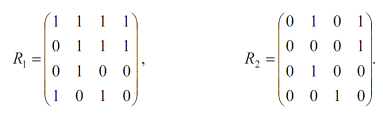 R₁ = ( 1 1 1 1
0 1 1 1
0 1 0 0
1 0 1 0 ) ,
R₂ = ( 0 1 0 1
0 0 0 1
0 1 0 0
0 0 1 0 ) .